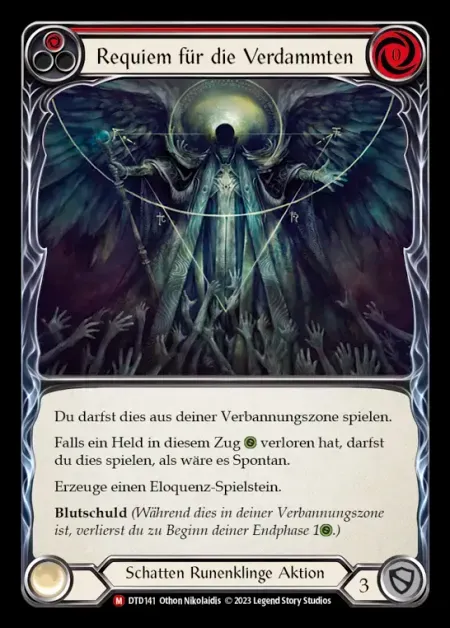 Requiem für die Verdammten
0
Du darfst dies aus deiner Verbannungszone spielen.
Falls ein Held in diesem Zug verloren hat, darfst
du dies spielen, als wäre es Spontan.
Erzeuge einen Eloquenz-Spielstein.
Blutschuld (Während dies in deiner Verbannungszone
ist, verlierst du zu Beginn deiner Endphase 1.)
Schatten Runenklinge Aktion
3
M DTD141 Othon Nikolaidis © 2023 Legend Story Studios